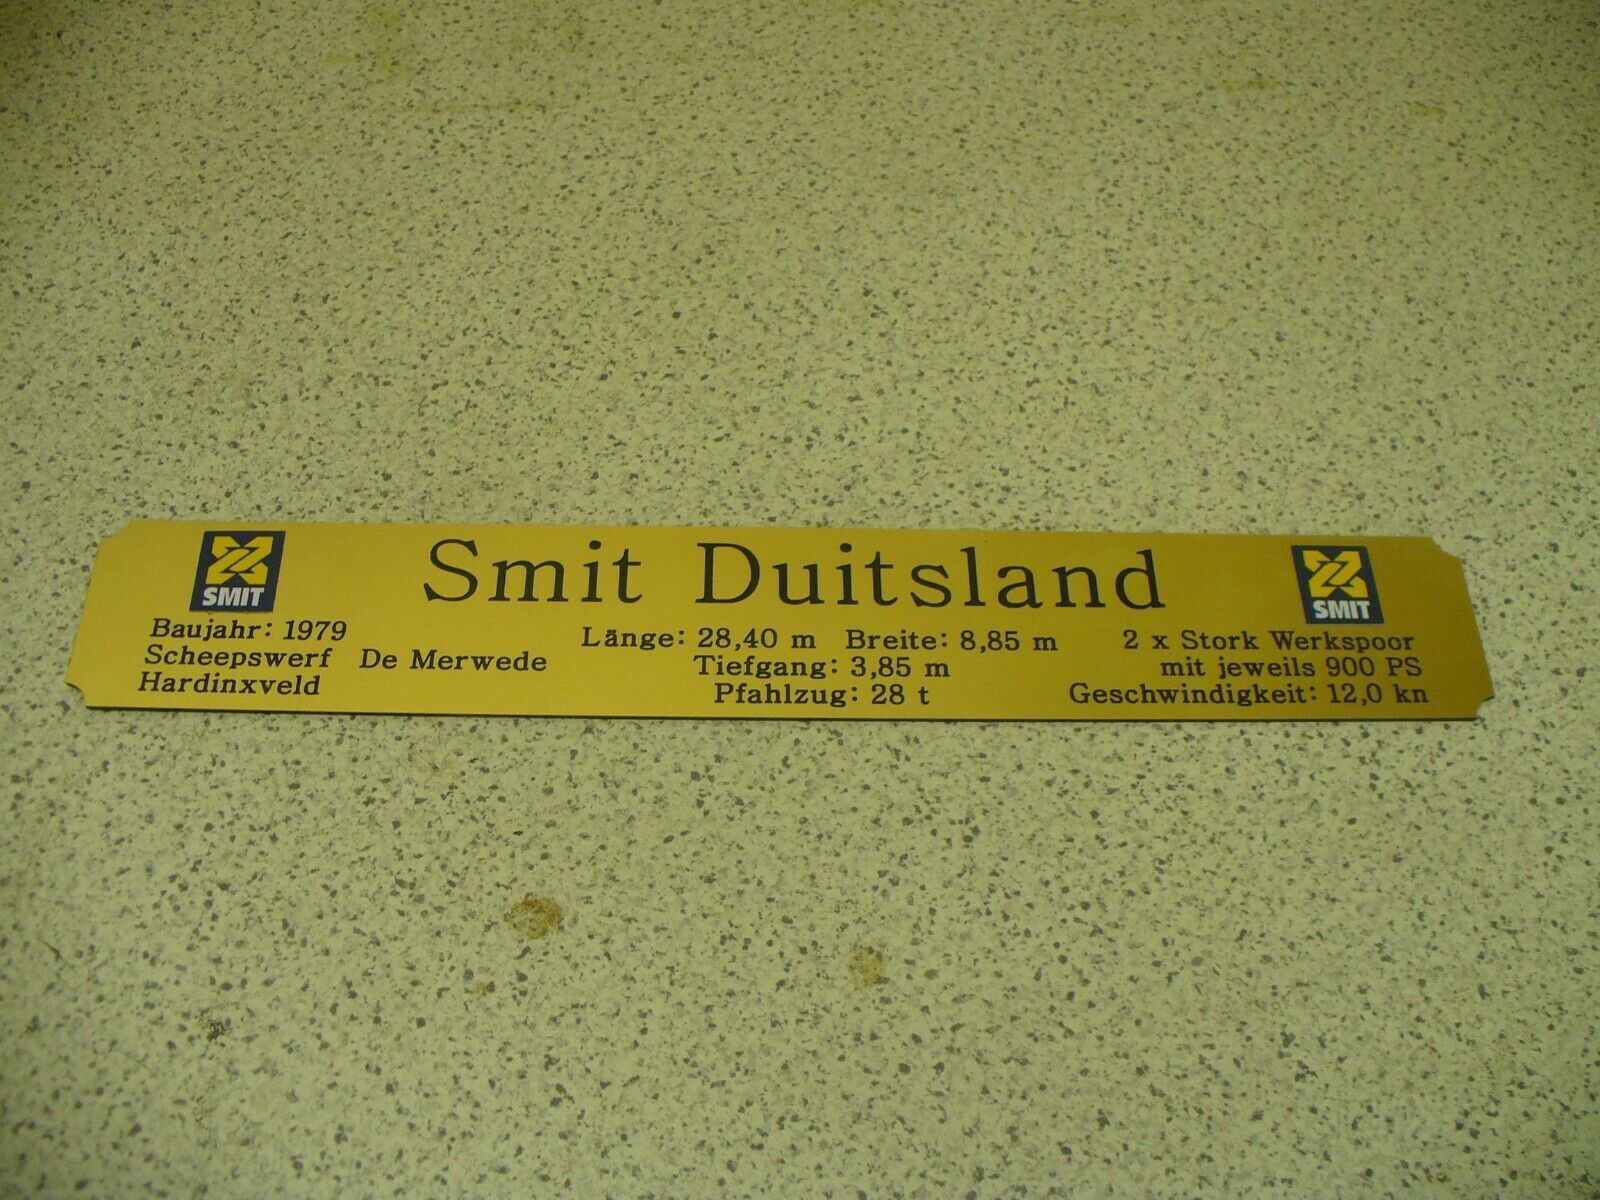 Smit Duitsland
SMIT
Baujahr: 1979
Scheepswerf De Merwede
Hardinxveld
Länge: 28,40 m Breite: 8,85 m
Tiefgang: 3,85 m
Pfahlzug: 28 t
SMIT
2 x Stork Werkspoor
mit jeweils 900 PS
Geschwindigkeit: 12,0 kn